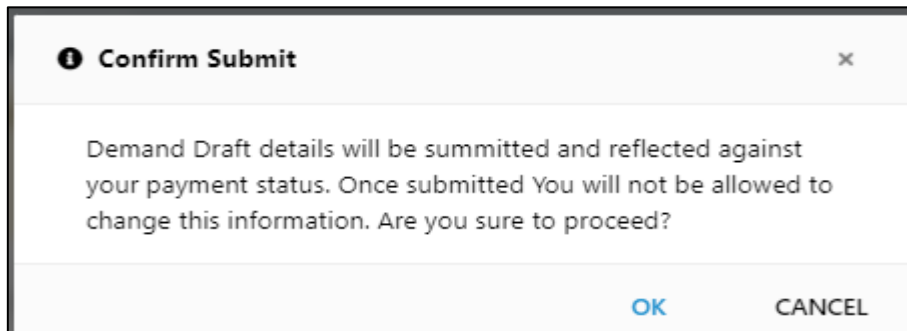 Confirm Submit ×
Demand Draft details will be summitted and reflected against
your payment status. Once submitted You will not be allowed to
change this information. Are you sure to proceed?
OK CANCEL